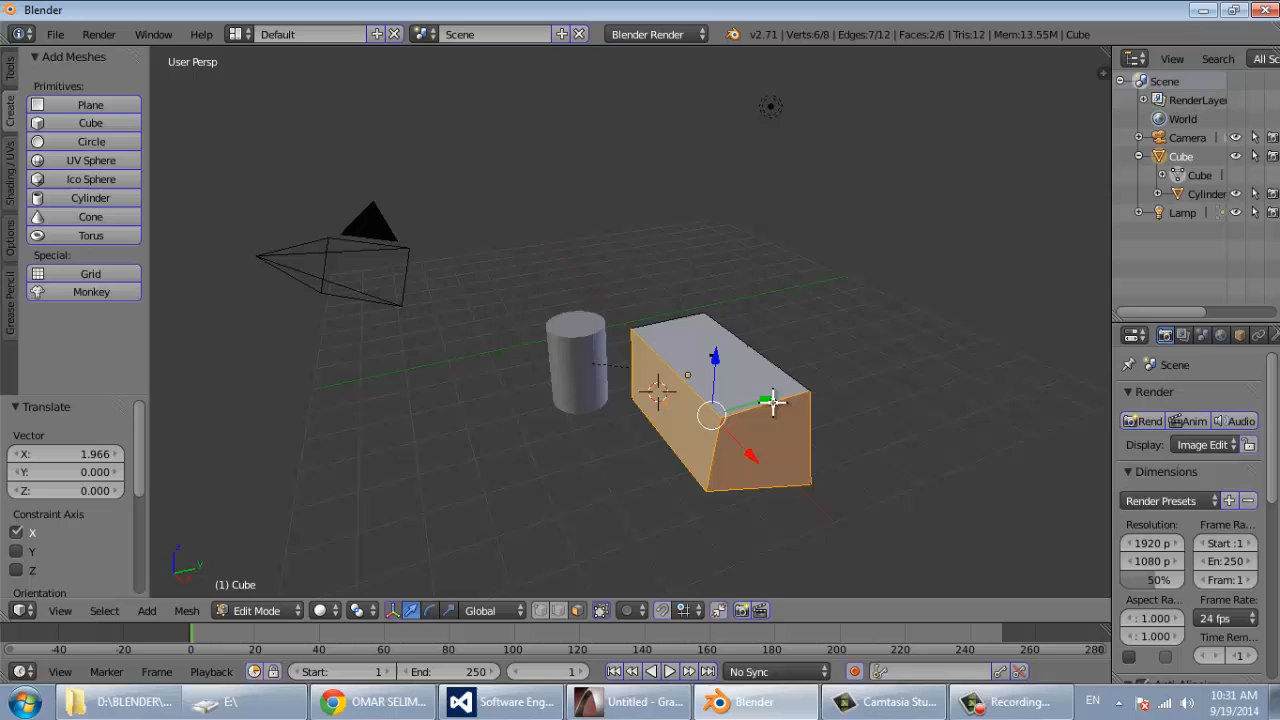 Blender
File Render Window Help Default Scene Blender Render v2.71 | Verts:6/8 | Edges:7/12 | Faces:2/6 | Tris:12 | Mem:13.55M | Cube
Tools
Create
Shading / UVs
Options
Grease Pencil
Add Meshes
Primitives:
Plane
Cube
Circle
UV Sphere
Ico Sphere
Cylinder
Cone
Torus
Special:
Grid
Monkey
Translate
Vector
X: 1.966
Y: 0.000
Z: 0.000
Constraint Axis
X
Y
Z
Orientation
User Persp
z
y
(1) Cube
View Select Add Mesh Edit Mode Global
-40 -20 0 20 40 60 80 100 120 140 160 180 200 220 240 260 280
View Marker Frame Playback Start: 1 End: 250 1 No Sync
View Search All Sc
Scene
RenderLayer
World
Camera |
Cube
Cube |
Cylinder
Lamp |
Scene
Render
Rend Anim Audio
Display: Image Edit
Dimensions
Render Presets
Resolution: Frame Ra...
1920 p Start :1
1080 p En: 250
50% Fram: 1
Aspect Ra... Frame Rate:
: 1.000 24 fps
: 1.000 Time Rem...
:1
D:\BLENDER\... E:\ OMAR SELIM... Software Eng... Untitled - Gra... Blender Camtasia Stu... Recording... EN 10:31 AM
9/19/2014